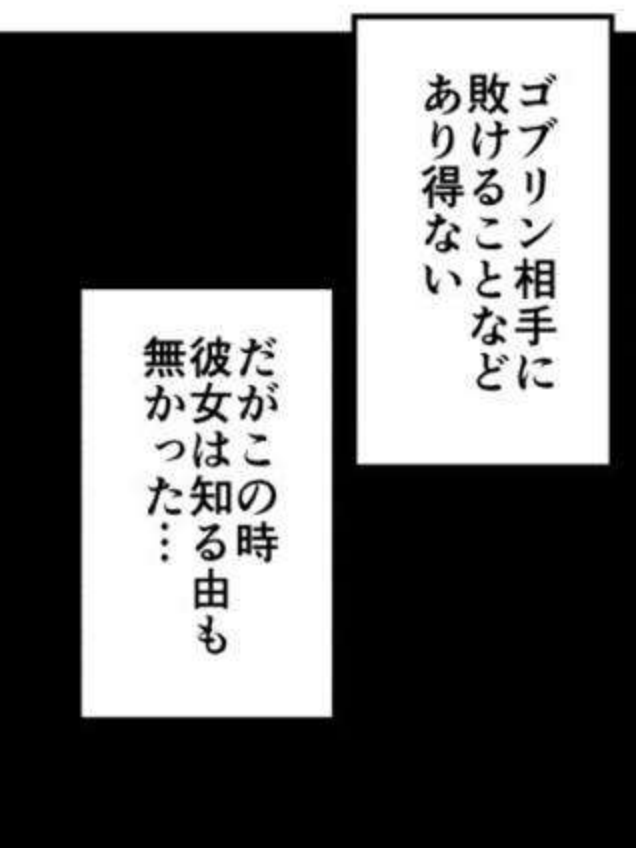 ゴブリン相手に
敗けることなど
あり得ない
だがこの時
彼女は知る由も
無かった…